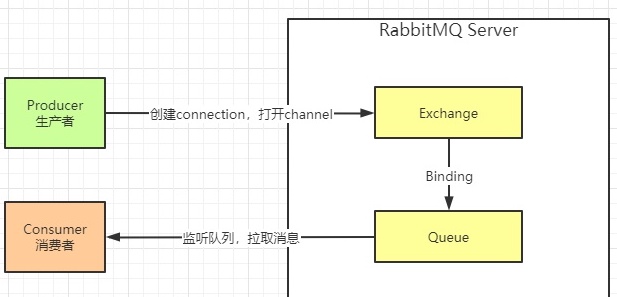 RabbitMQ Server
Producer
生产者
创建connection，打开channel
Exchange
Binding
Consumer
消费者
监听队列，拉取消息
Queue